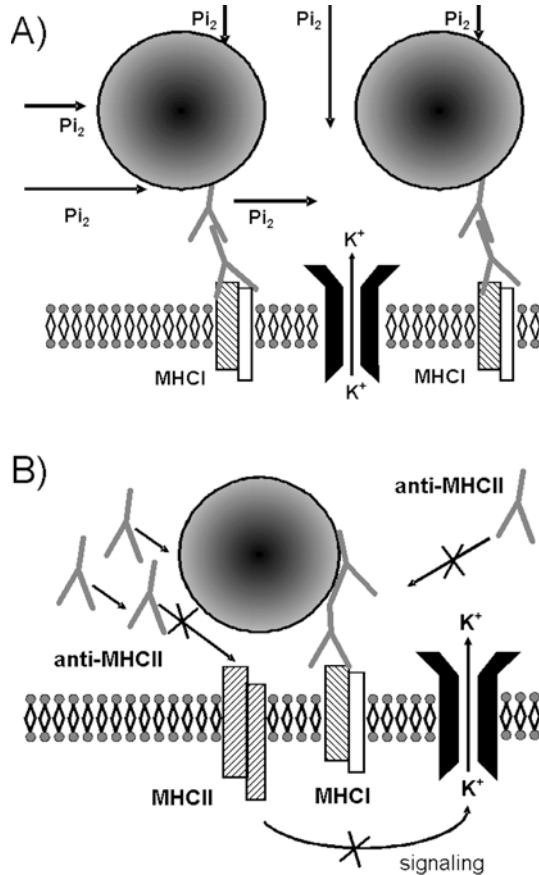 A)
Pi₂
Pi₂
Pi₂
Pi₂
Pi₂
Pi₂
K⁺
K⁺
MHCI
MHCI
B)
anti-MHCII
anti-MHCII
K⁺
K⁺
MHCII
MHCI
signaling